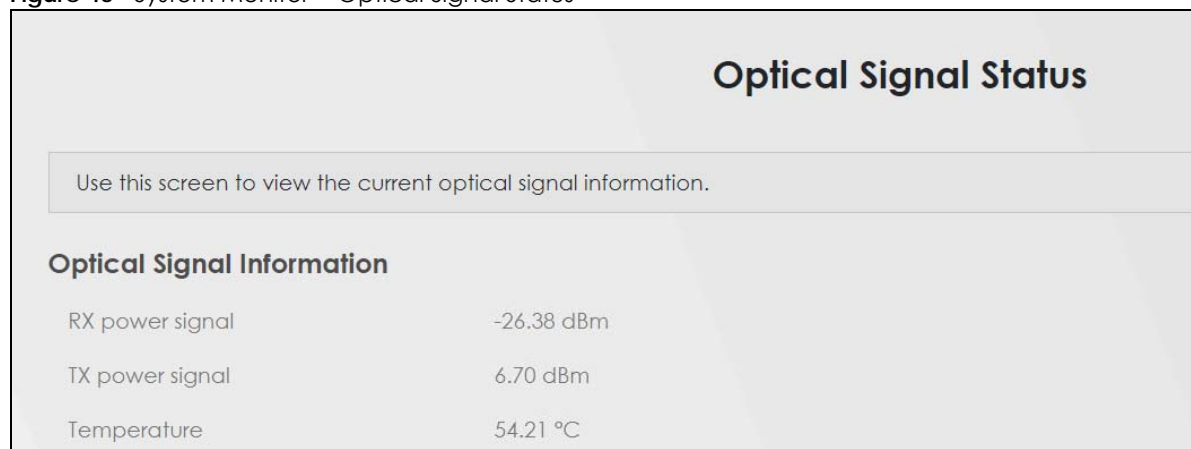 Optical Signal Status
Use this screen to view the current optical signal information.
Optical Signal Information
RX power signal -26.38 dBm
TX power signal 6.70 dBm
Temperature 54.21 °C